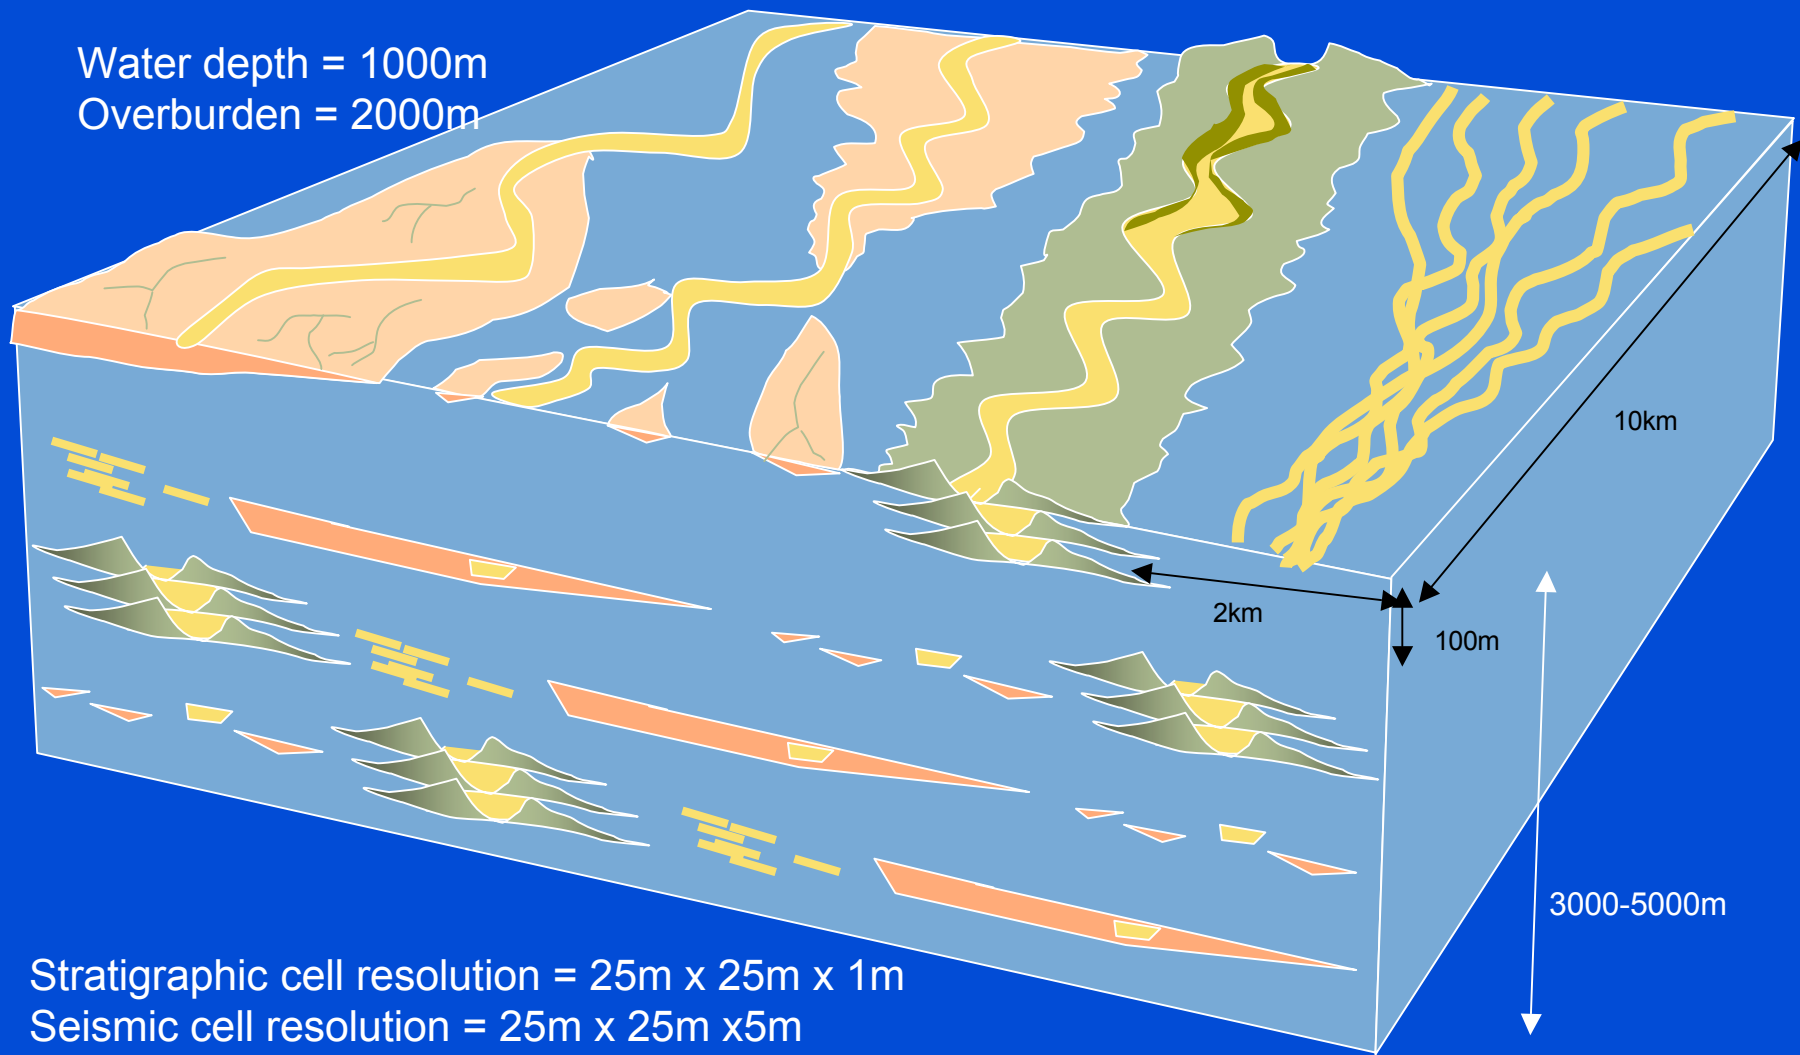 Water depth = 1000m
Overburden = 2000m
10km
2km
100m
3000-5000m
Stratigraphic cell resolution = 25m x 25m x 1m
Seismic cell resolution = 25m x 25m x5m